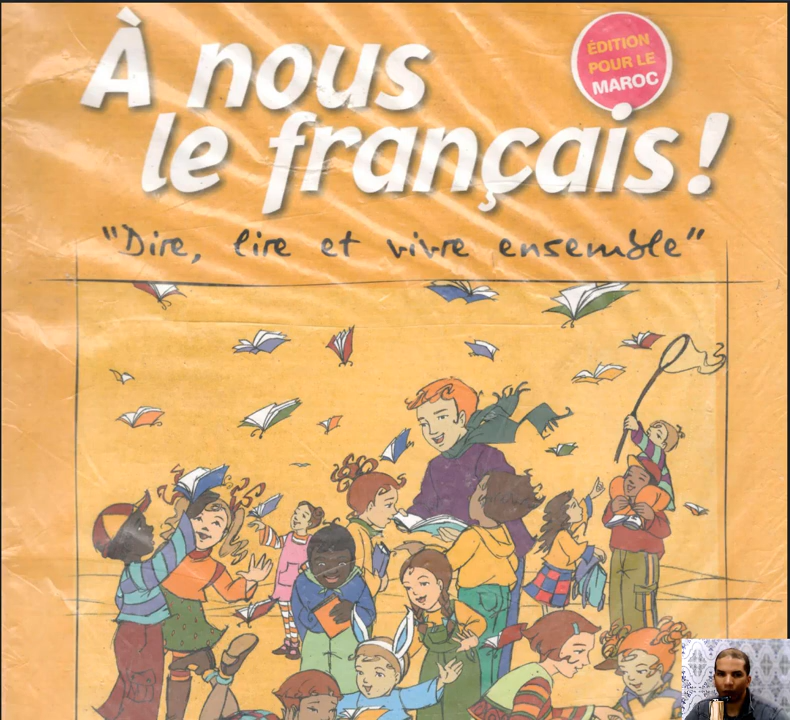 À nous
le français !
ÉDITION
POUR LE
MAROC
"Dire, lire et vivre ensemble"